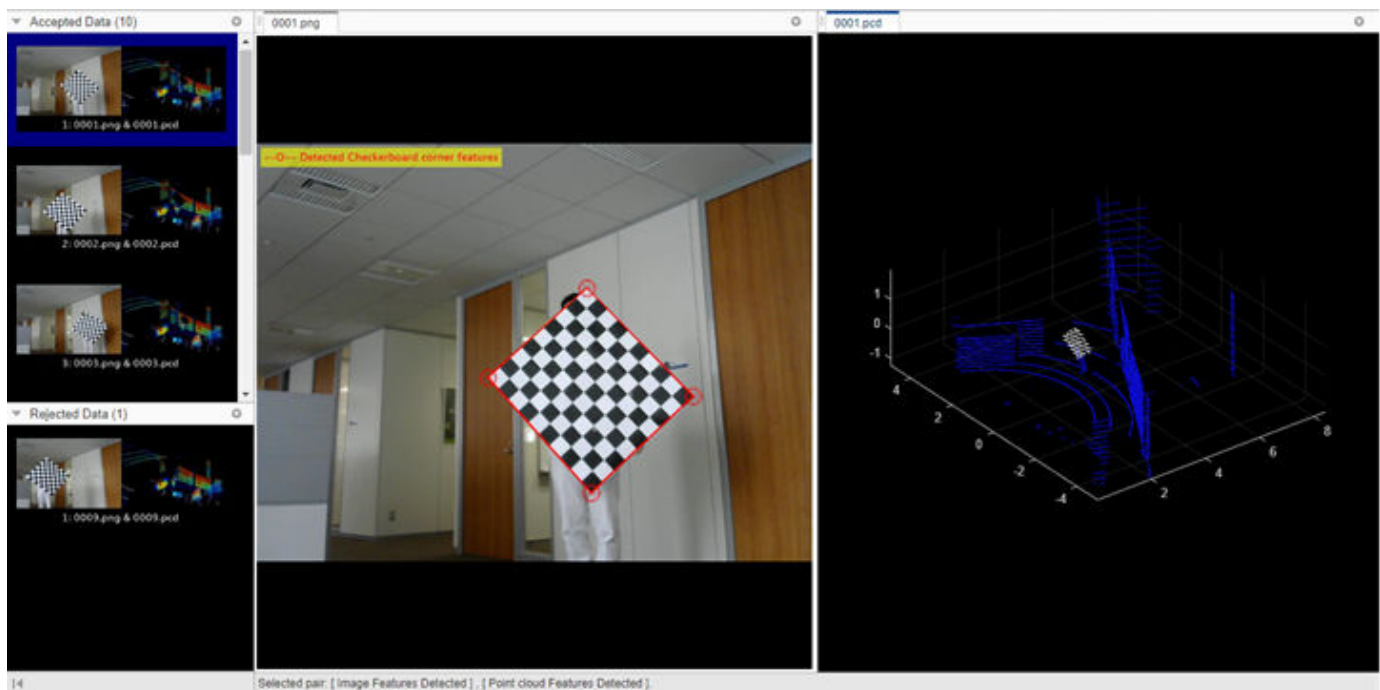 Accepted Data (10)
1: 0001.png & 0001.pcd
2: 0002.png & 0002.pcd
3: 0003.png & 0003.pcd
Rejected Data (1)
1: 0009.png & 0009.pcd
0001.png
--O-- Detected Checkerboard corner features
Selected pair: [ Image Features Detected ] , [ Point cloud Features Detected ].
0001.pcd
1
0
-1
4
2
0
-2
-4
2
4
6
8